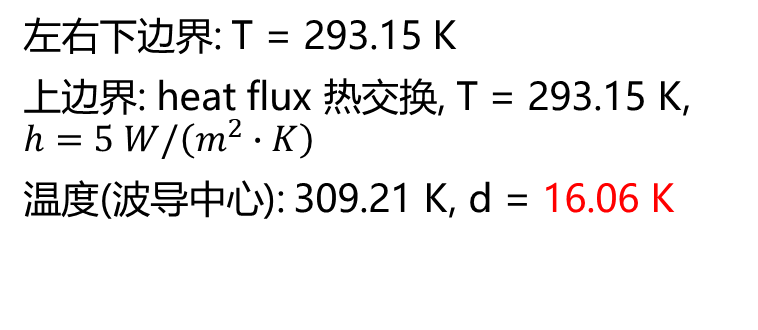 左右下边界: T = 293.15 K
上边界: heat flux 热交换, T = 293.15 K,
ℎ = 5 𝑊/(𝑚² · 𝐾)
温度(波导中心): 309.21 K, d = 16.06 K